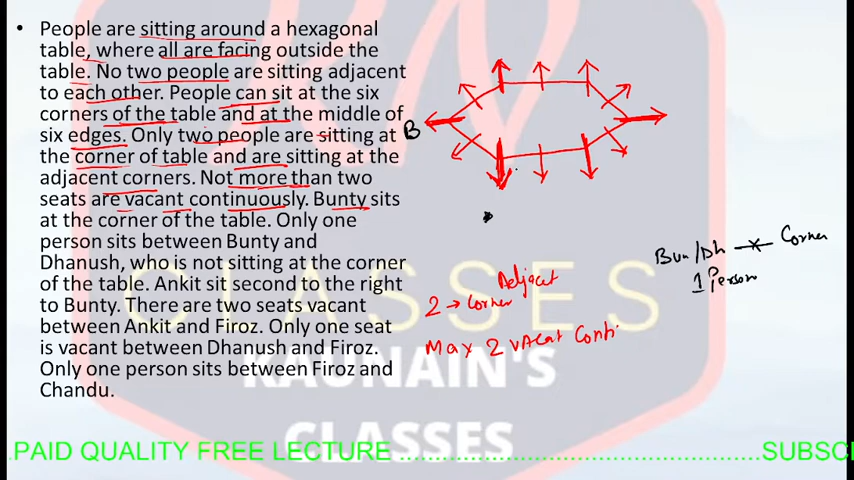 • People are sitting around a hexagonal
table, where all are facing outside the
table. No two people are sitting adjacent
to each other. People can sit at the six
corners of the table and at the middle of
six edges. Only two people are sitting at
the corner of table and are sitting at the
adjacent corners. Not more than two
seats are vacant continuously. Bunty sits
at the corner of the table. Only one
person sits between Bunty and
Dhanush, who is not sitting at the corner
of the table. Ankit sit second to the right
to Bunty. There are two seats vacant
between Ankit and Firoz. Only one seat
is vacant between Dhanush and Firoz.
Only one person sits between Firoz and
Chandu.
B
Bun/Dh Corner
1 Person
Adjacet
2 → Corner
Max 2 vAcat Conti
KN
CLASSES
KAUNAIN'S
CLASSES
..PAID QUALITY FREE LECTURE ......................................................SUBSC